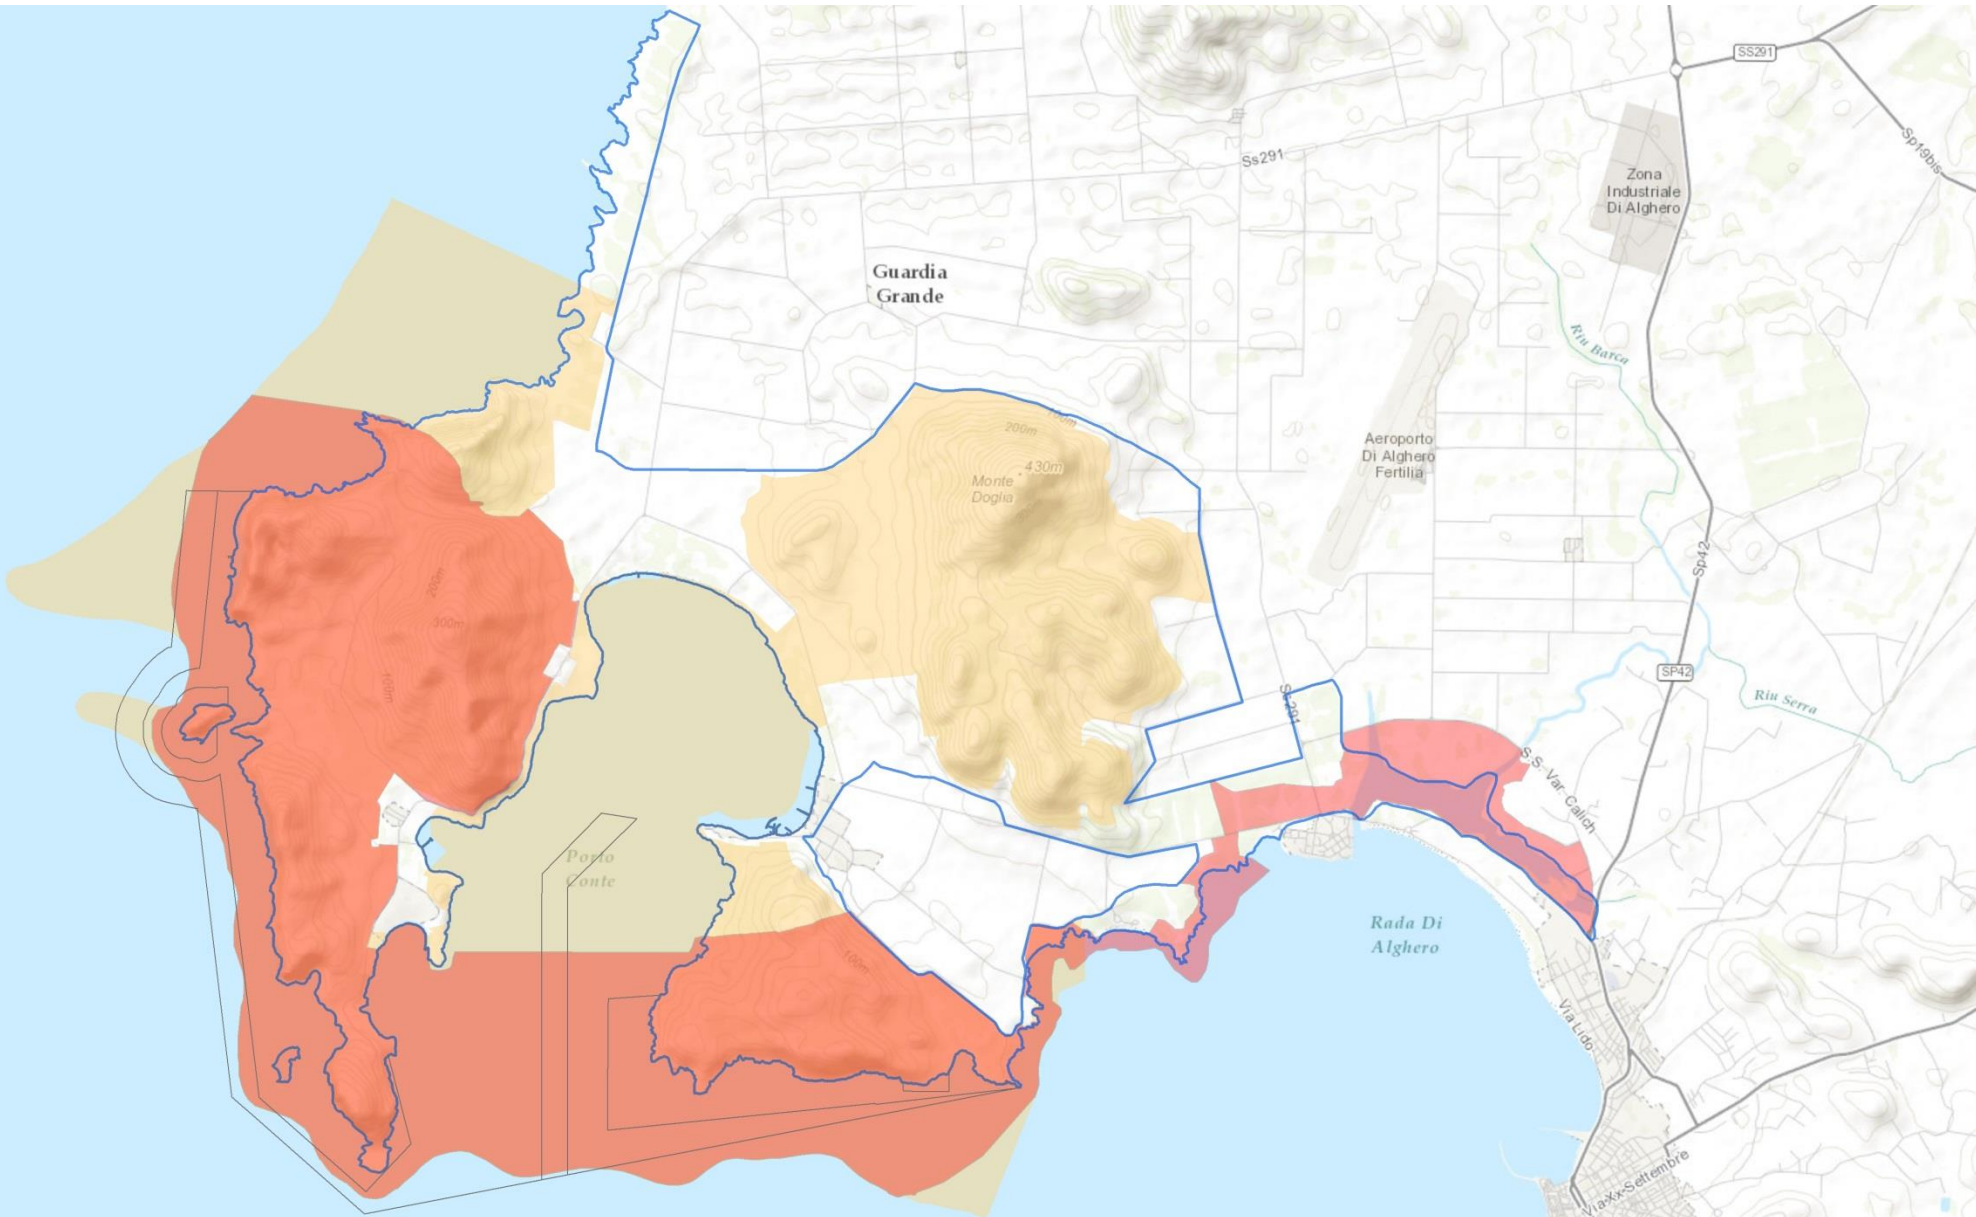 SS291
Sp19bis
Ss291
Zona
Industriale
Di Alghero
Guardia
Grande
Riu Barca
100m
200m
430m
Monte
Doglia
Aeroporto
Di Alghero
Fertilia
Sp42
200m
300m
SP42
Riu Serra
Ss291
S.S. Var. Calich
Porto
Conte
Rada Di
Alghero
100m
Via Lido
Via Xx Settembre